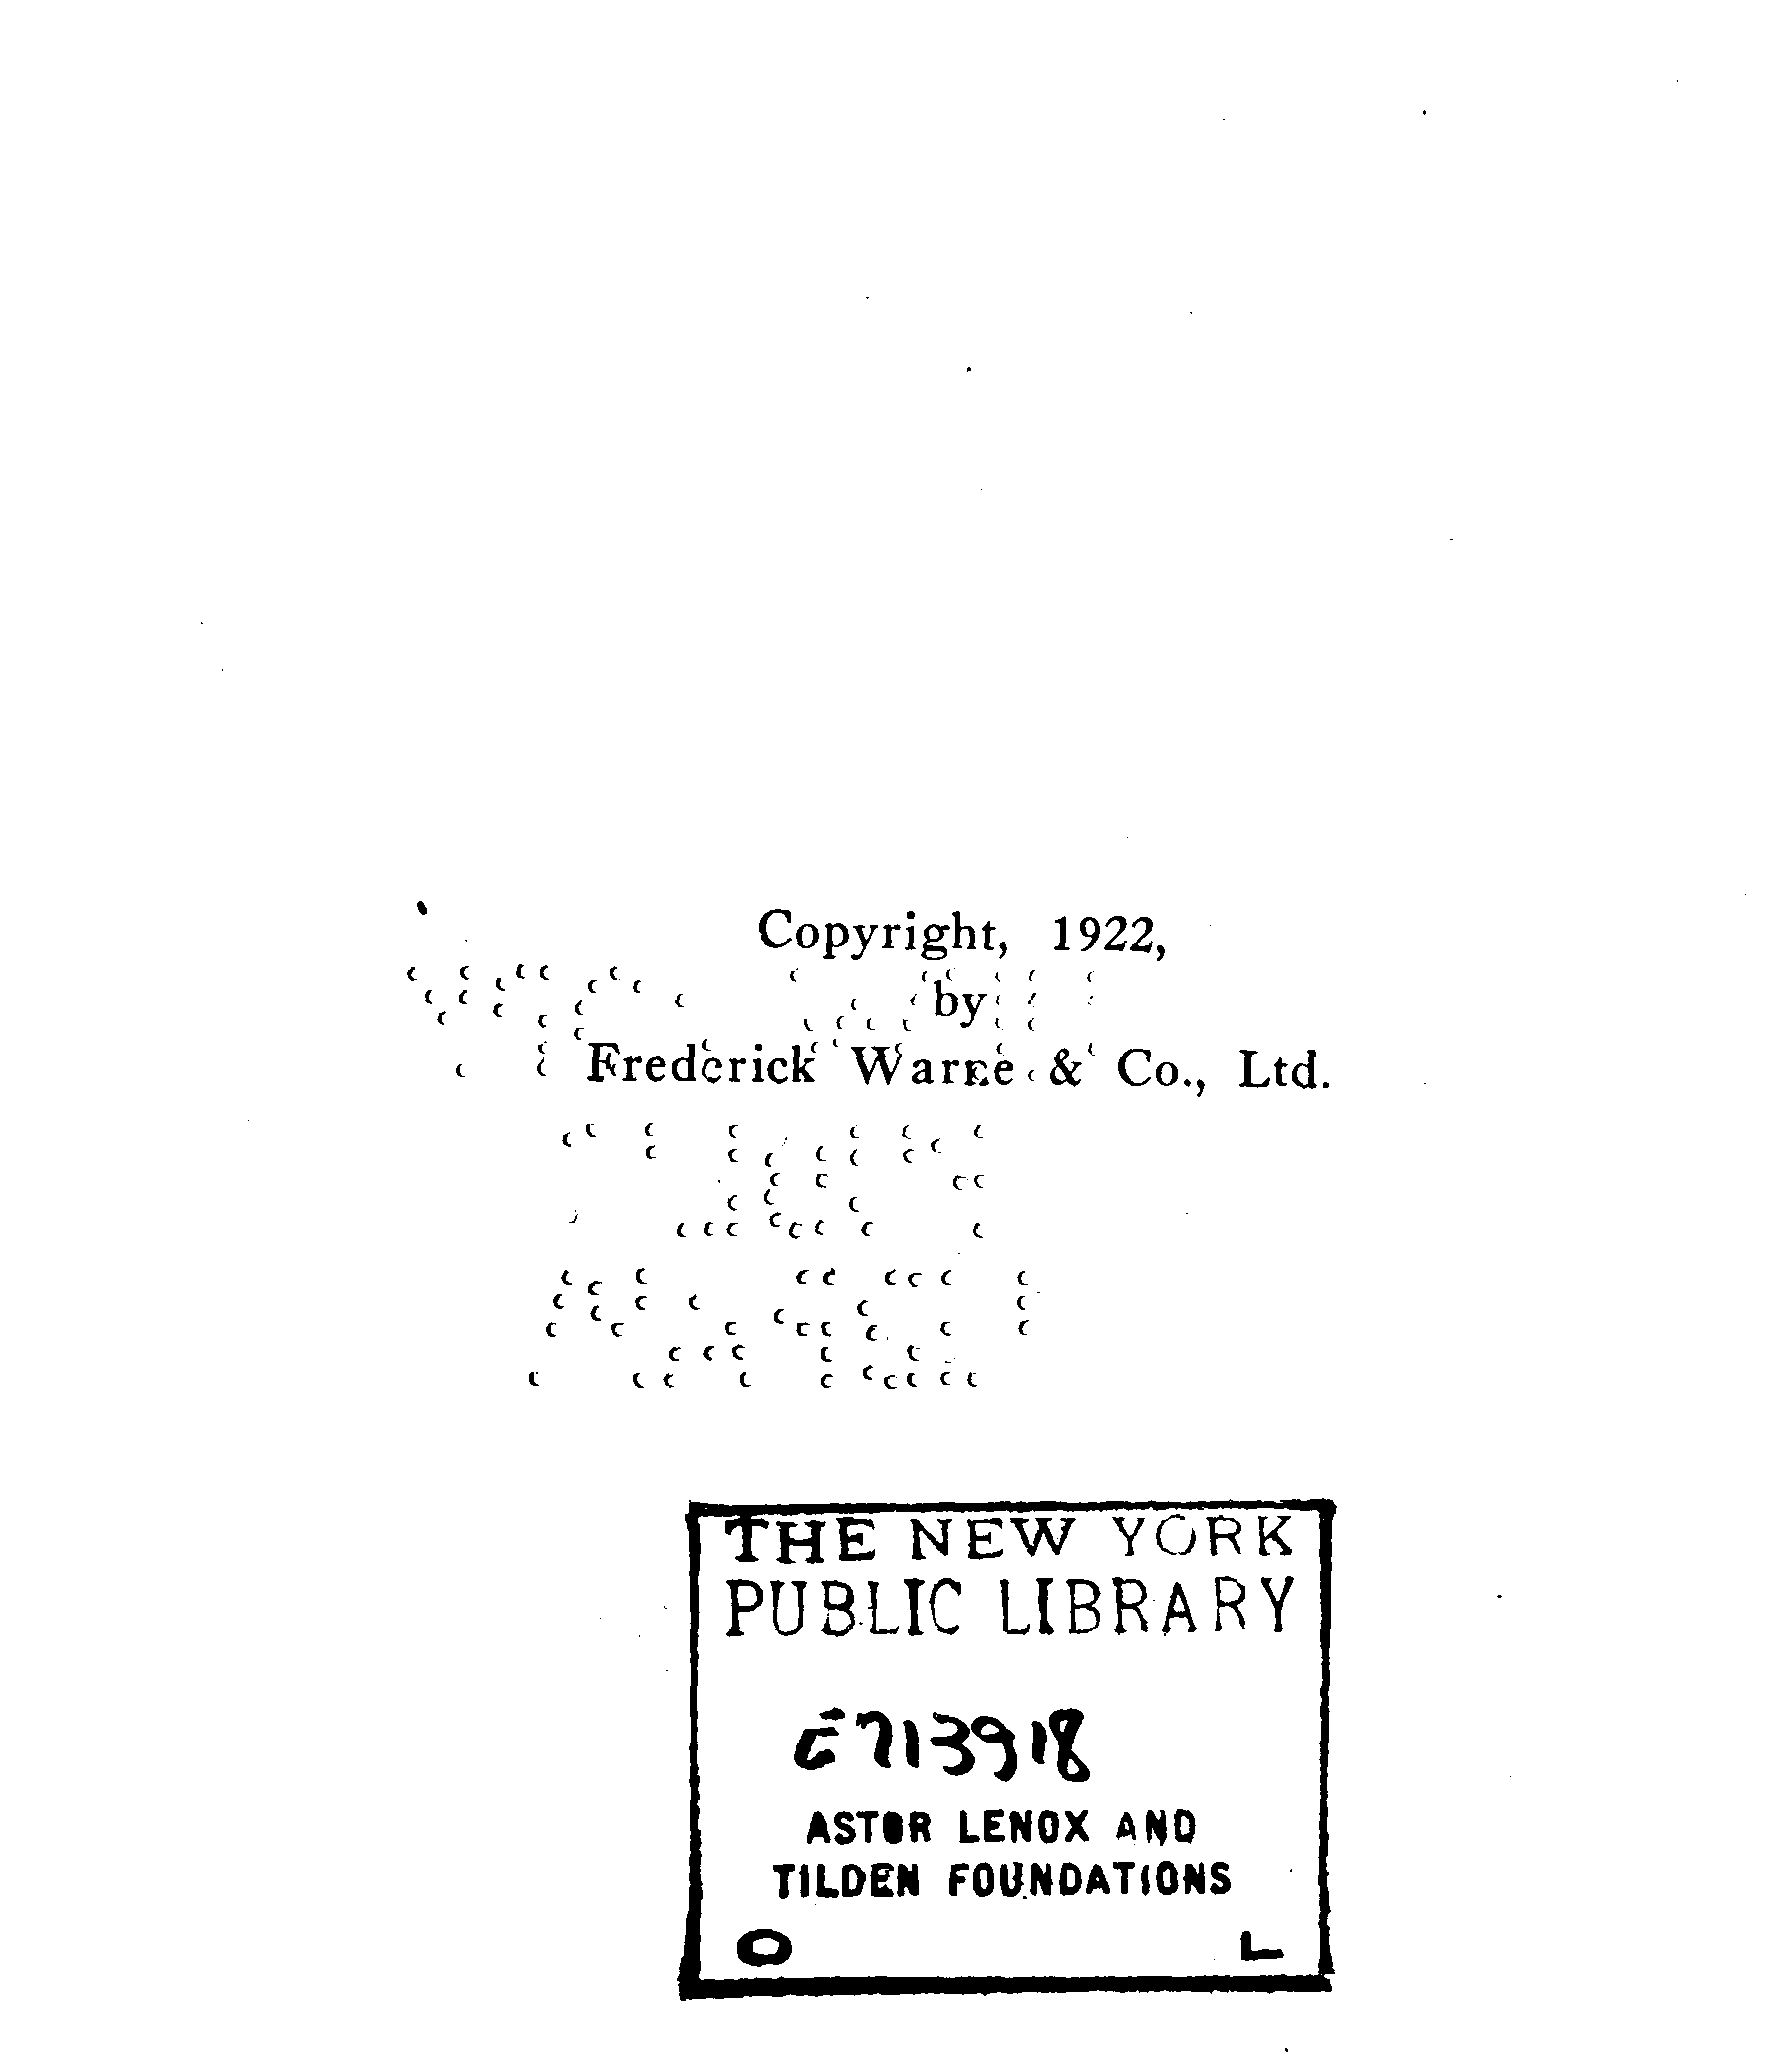 Copyright, 1922,
by
Frederick Warne & Co., Ltd.
THE NEW YORK
PUBLIC LIBRARY
E713918
ASTOR LENOX AND
TILDEN FOUNDATIONS
O L